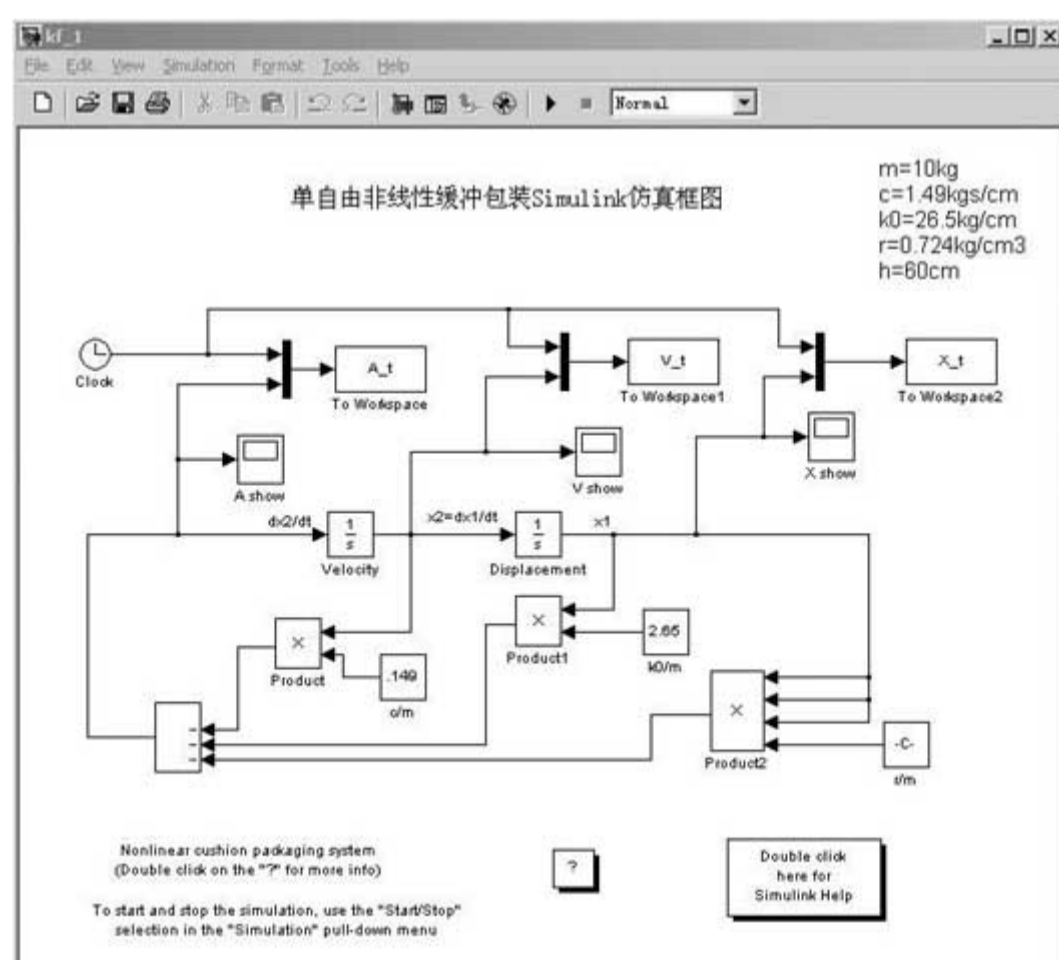 kf_1
File Edit View Simulation Format Tools Help
Normal
单自由非线性缓冲包装Simulink仿真框图
m=10kg
c=1.49kgs/cm
k0=26.5kg/cm
r=0.724kg/cm3
h=60cm
Clock
A_t
To Workspace
V_t
To Workspace1
X_t
To Workspace2
A show
V show
X show
dx2/dt
1
s
Velocity
x2=dx1/dt
1
s
Displacement
x1
×
Product
.149
c/m
×
Product1
2.65
k0/m
×
Product2
-C-
r/m
Nonlinear cushion packaging system
(Double click on the "?" for more info)
?
Double click
here for
Simulink Help
To start and stop the simulation, use the "Start/Stop"
selection in the "Simulation" pull-down menu